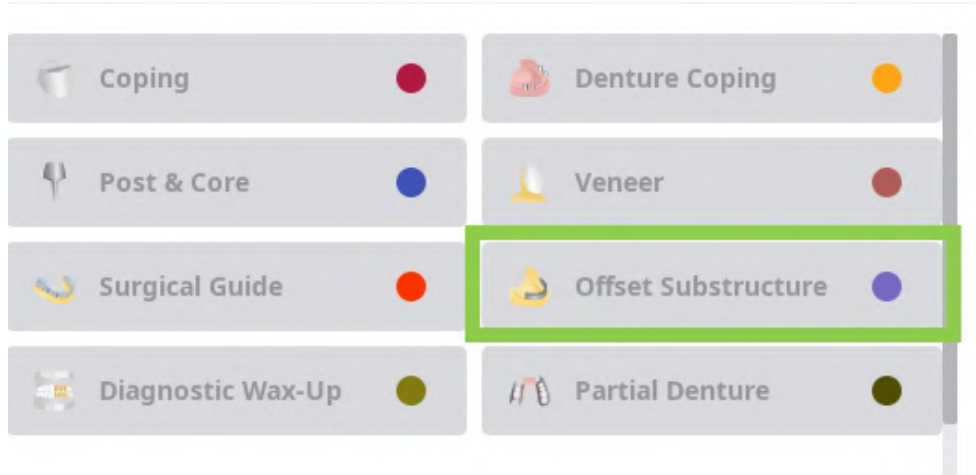 Coping
Denture Coping
Post & Core
Veneer
Surgical Guide
Offset Substructure
Diagnostic Wax-Up
Partial Denture